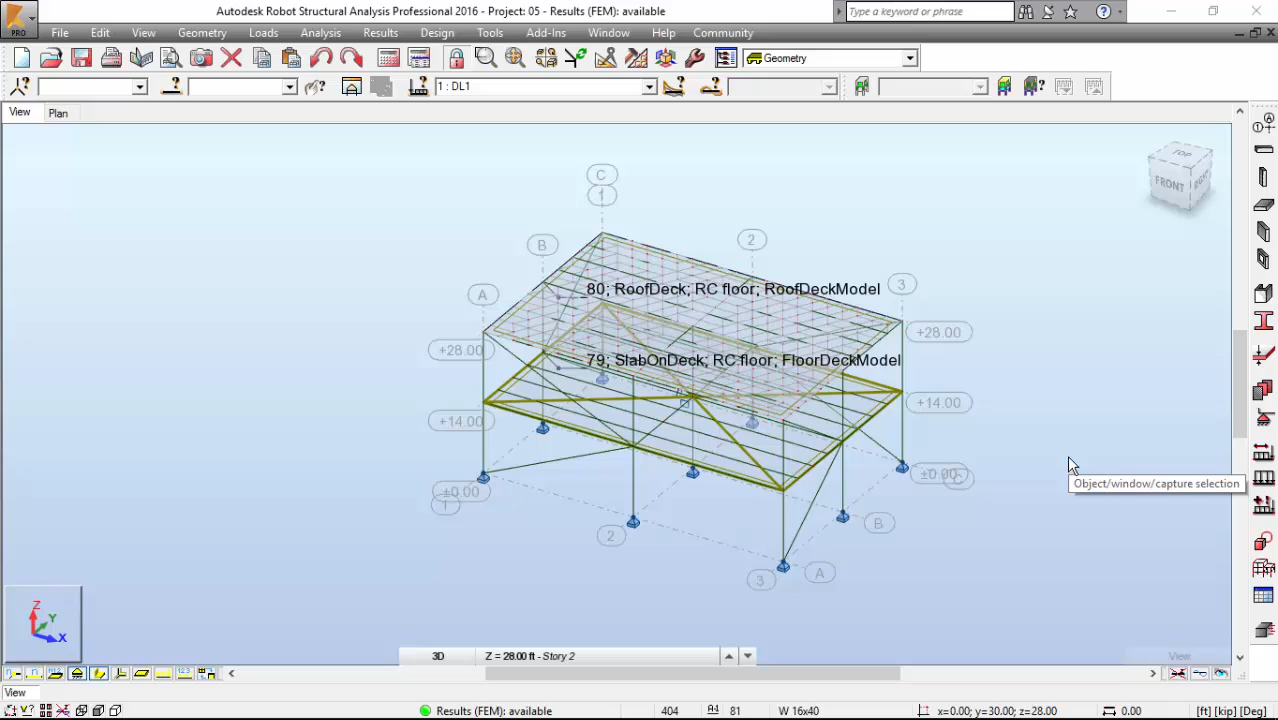 Autodesk Robot Structural Analysis Professional 2016 - Project: 05 - Results (FEM): available
Type a keyword or phrase
PRO
File Edit View Geometry Loads Analysis Results Design Tools Add-Ins Window Help Community
Geometry
1 : DL1
View Plan
TOP
FRONT
RIGHT
C
1
B
2
A
3
80; RoofDeck; RC floor; RoofDeckModel
+28.00
+28.00
79; SlabOnDeck; RC floor; FloorDeckModel
+14.00
+14.00
±0.00
C
±0.00
1
Object/window/capture selection
B
2
3
A
Z
Y
X
3D Z = 28.00 ft - Story 2
View
View
Results (FEM): available 404 81 W 16x40 x=0.00; y=30.00; z=28.00 0.00 [ft] [kip] [Deg]